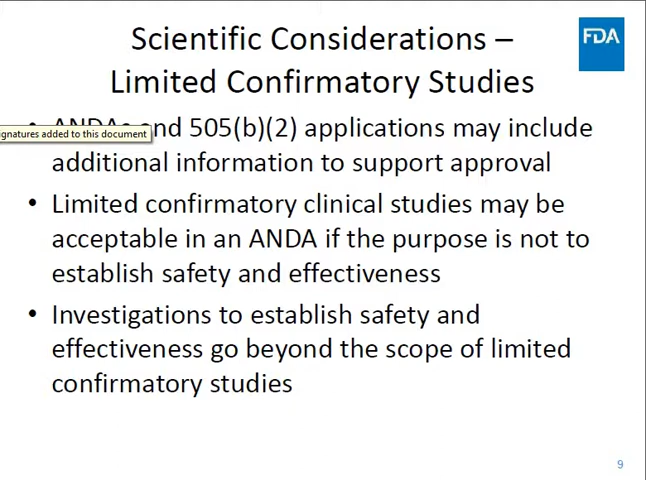 Scientific Considerations –
Limited Confirmatory Studies
FDA
• ANDAs and 505(b)(2) applications may include
ignatures added to this document
additional information to support approval
• Limited confirmatory clinical studies may be
acceptable in an ANDA if the purpose is not to
establish safety and effectiveness
• Investigations to establish safety and
effectiveness go beyond the scope of limited
confirmatory studies
9